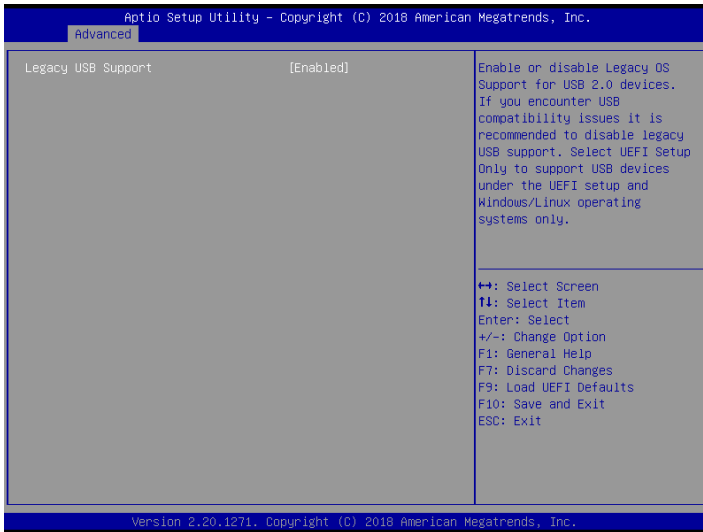 Aptio Setup Utility – Copyright (C) 2018 American Megatrends, Inc.
Advanced
Legacy USB Support [Enabled]
Enable or disable Legacy OS
Support for USB 2.0 devices.
If you encounter USB
compatibility issues it is
recommended to disable legacy
USB support. Select UEFI Setup
Only to support USB devices
under the UEFI setup and
Windows/Linux operating
systems only.
↔: Select Screen
↑↓: Select Item
Enter: Select
+/-: Change Option
F1: General Help
F7: Discard Changes
F9: Load UEFI Defaults
F10: Save and Exit
ESC: Exit
Version 2.20.1271. Copyright (C) 2018 American Megatrends, Inc.